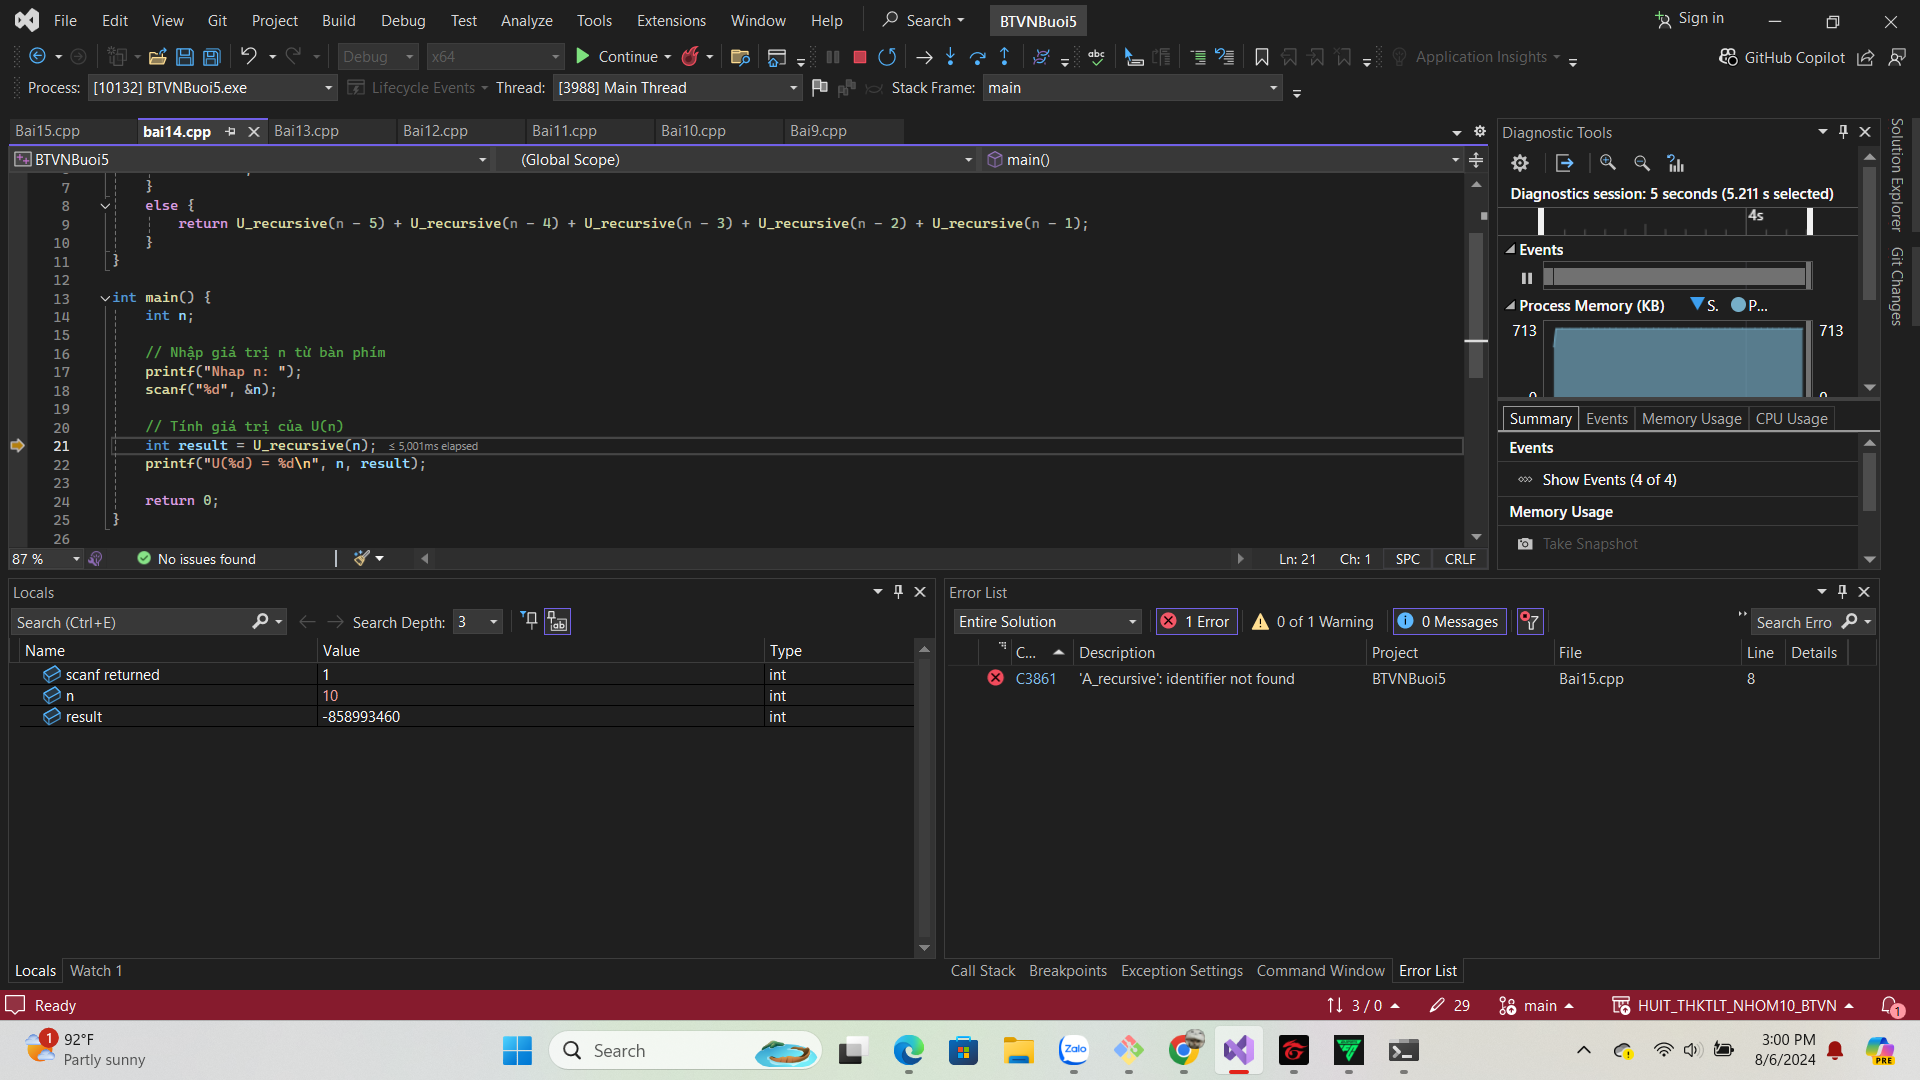 File Edit View Git Project Build Debug Test Analyze Tools Extensions Window Help Search BTVNBuoi5 Sign in
Debug x64 Continue Application Insights GitHub Copilot
Process: [10132] BTVNBuoi5.exe Lifecycle Events Thread: [3988] Main Thread Stack Frame: main
Bai15.cpp bai14.cpp Bai13.cpp Bai12.cpp Bai11.cpp Bai10.cpp Bai9.cpp
BTVNBuoi5 (Global Scope) main()
7 }
8 else {
9 return U_recursive(n - 5) + U_recursive(n - 4) + U_recursive(n - 3) + U_recursive(n - 2) + U_recursive(n - 1);
10 }
11 }
12
13 int main() {
14 int n;
15
16 // Nhập giá trị n từ bàn phím
17 printf("Nhap n: ");
18 scanf("%d", &n);
19
20 // Tính giá trị của U(n)
21 int result = U_recursive(n); ≤ 5,001ms elapsed
22 printf("U(%d) = %d\n", n, result);
23
24 return 0;
25 }
26
87 % No issues found Ln: 21 Ch: 1 SPC CRLF
Diagnostic Tools
Diagnostics session: 5 seconds (5.211 s selected)
4s
Events
Process Memory (KB) S. P...
713 713
0 0
Summary Events Memory Usage CPU Usage
Events
Show Events (4 of 4)
Memory Usage
Take Snapshot
Solution Explorer
Git Changes
Locals
Search (Ctrl+E) Search Depth: 3
Name Value Type
scanf returned 1 int
n 10 int
result -858993460 int
Locals Watch 1
Error List
Entire Solution 1 Error 0 of 1 Warning 0 Messages Search Erro
C... Description Project File Line Details
C3861 'A_recursive': identifier not found BTVNBuoi5 Bai15.cpp 8
Call Stack Breakpoints Exception Settings Command Window Error List
Ready 3 / 0 29 main HUIT_THKTLT_NHOM10_BTVN 1
1 92°F
Partly sunny
Search
Zalo
PRE
3:00 PM
8/6/2024